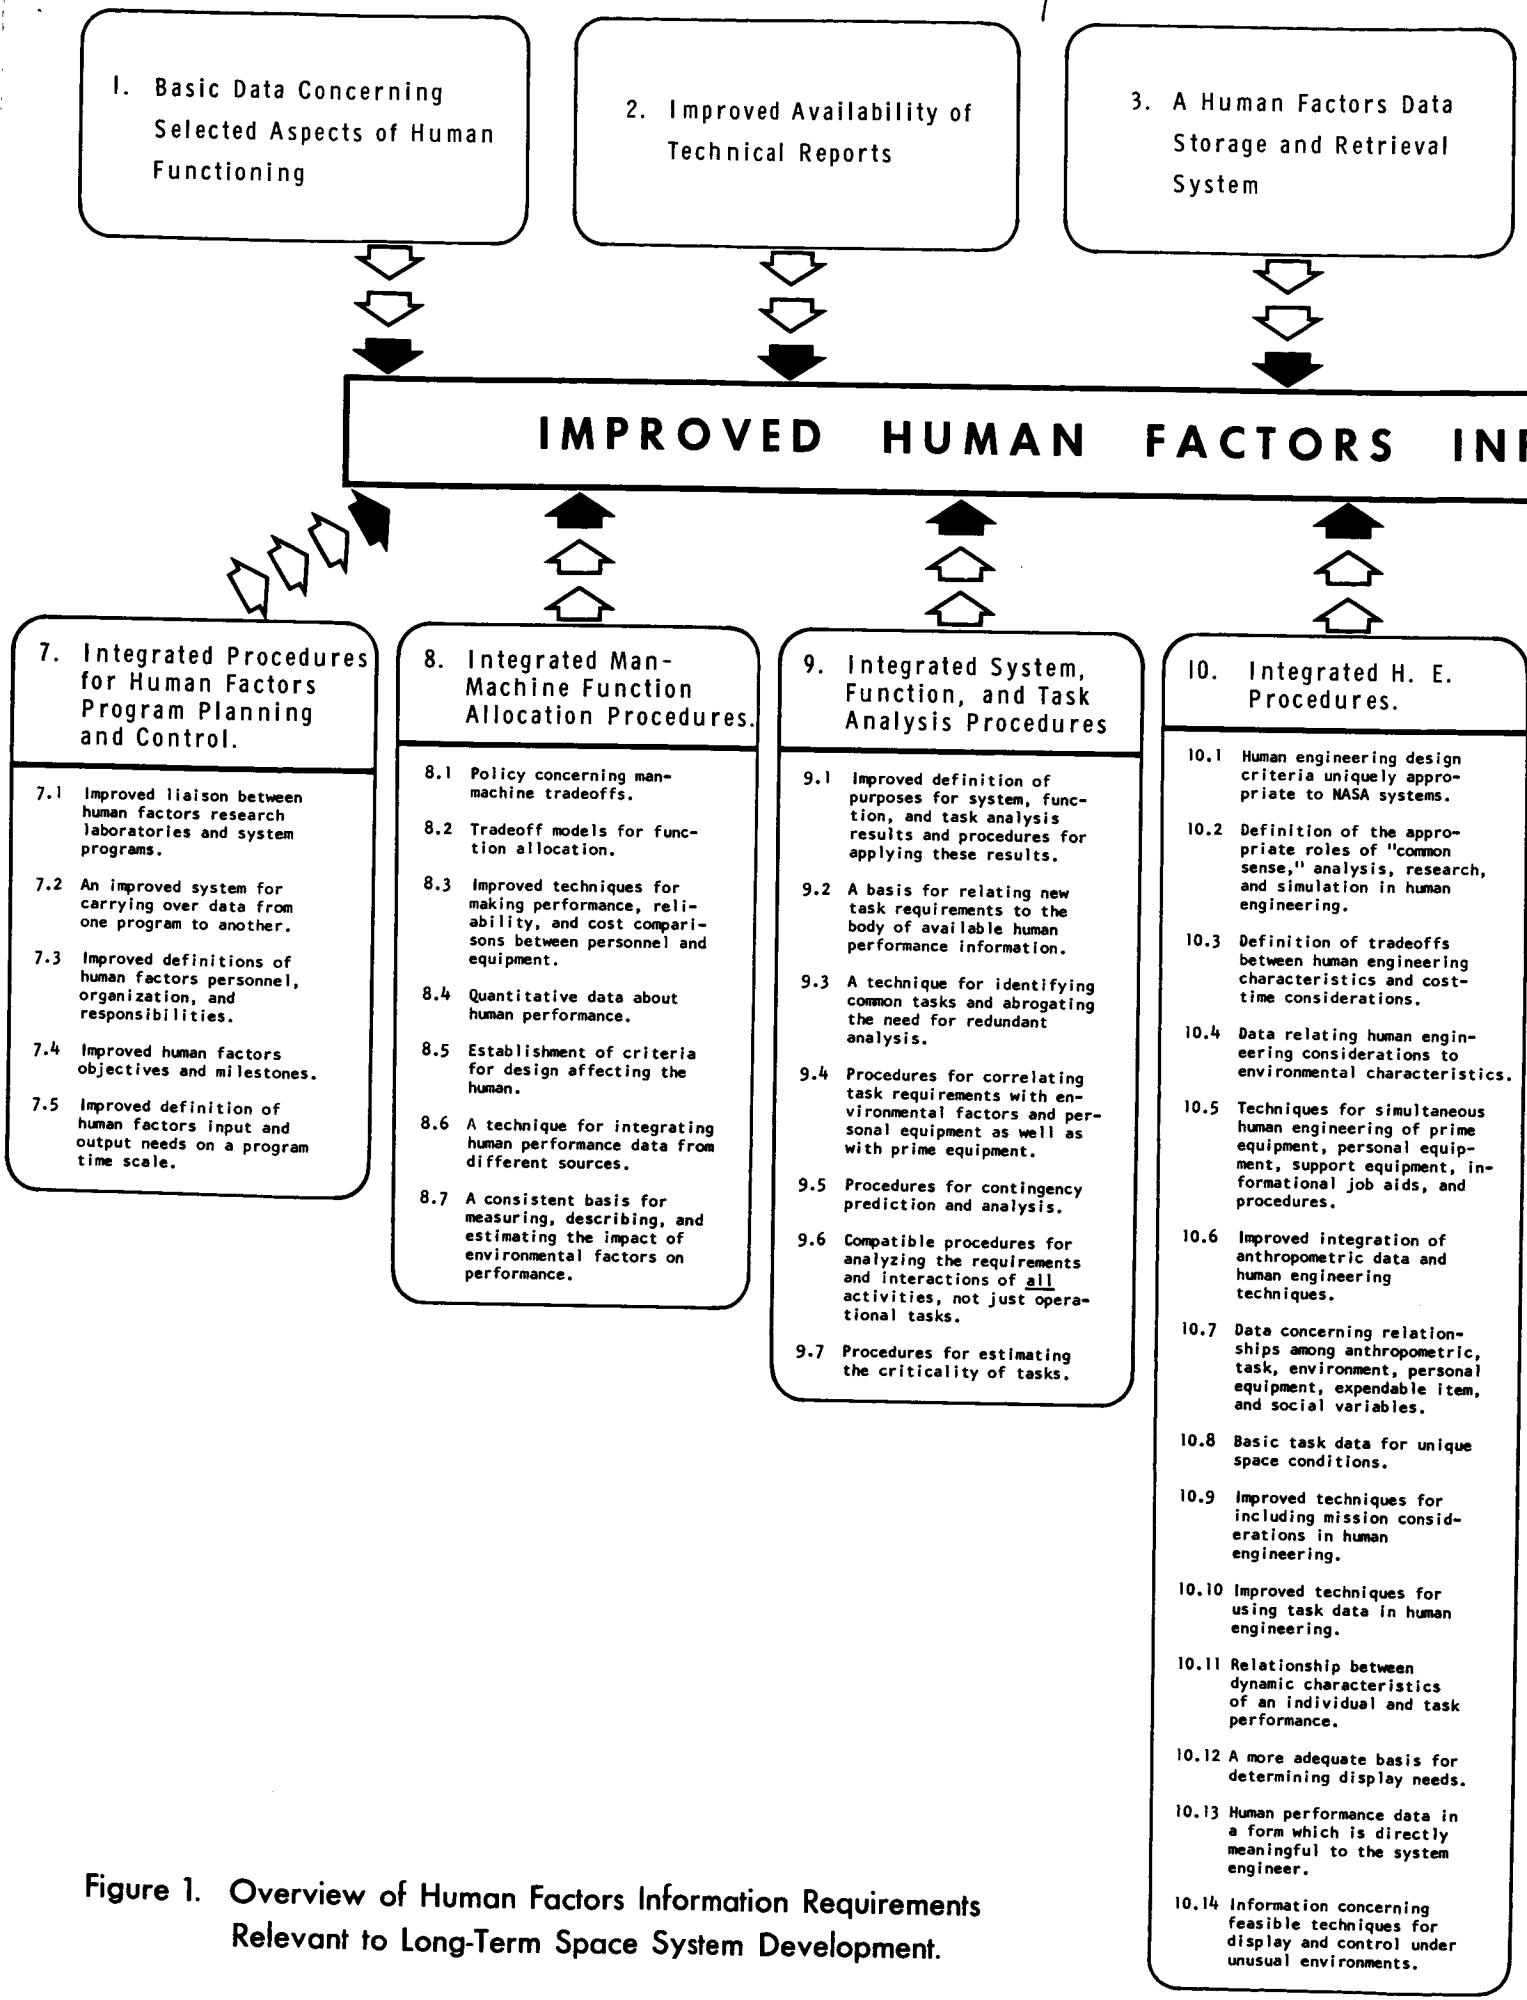 1. Basic Data Concerning
Selected Aspects of Human
Functioning
2. Improved Availability of
Technical Reports
3. A Human Factors Data
Storage and Retrieval
System
IMPROVED HUMAN FACTORS
7. Integrated Procedures
for Human Factors
Program Planning
and Control.
7.1 Improved liaison between
human factors research
laboratories and system
programs.
7.2 An improved system for
carrying over data from
one program to another.
7.3 Improved definitions of
human factors personnel,
organization, and
responsibilities.
7.4 Improved human factors
objectives and milestones.
7.5 Improved definition of
human factors input and
output needs on a program
time scale.
8. Integrated Man-
Machine Function
Allocation Procedures.
8.1 Policy concerning man-
machine tradeoffs.
8.2 Tradeoff models for func-
tion allocation.
8.3 Improved techniques for
making performance, reli-
ability, and cost compari-
sons between personnel and
equipment.
8.4 Quantitative data about
human performance.
8.5 Establishment of criteria
for design affecting the
human.
8.6 A technique for integrating
human performance data from
different sources.
8.7 A consistent basis for
measuring, describing, and
estimating the impact of
environmental factors on
performance.
9. Integrated System,
Function, and Task
Analysis Procedures
9.1 Improved definition of
purposes for system, func-
tion, and task analysis
results and procedures for
applying these results.
9.2 A basis for relating new
task requirements to the
body of available human
performance information.
9.3 A technique for identifying
common tasks and abrogating
the need for redundant
analysis.
9.4 Procedures for correlating
task requirements with en-
vironmental factors and per-
sonal equipment as well as
with prime equipment.
9.5 Procedures for contingency
prediction and analysis.
9.6 Compatible procedures for
analyzing the requirements
and interactions of all
activities, not just opera-
tional tasks.
9.7 Procedures for estimating
the criticality of tasks.
10. Integrated H. E.
Procedures.
10.1 Human engineering design
criteria uniquely appro-
priate to NASA systems.
10.2 Definition of the appro-
priate roles of "common
sense," analysis, research,
and simulation in human
engineering.
10.3 Definition of tradeoffs
between human engineering
characteristics and cost-
time considerations.
10.4 Data relating human engin-
eering considerations to
environmental characteristics.
10.5 Techniques for simultaneous
human engineering of prime
equipment, personal equip-
ment, support equipment, in-
formational job aids, and
procedures.
10.6 Improved integration of
anthropometric data and
human engineering
techniques.
10.7 Data concerning relation-
ships among anthropometric,
task, environment, personal
equipment, expendable item,
and social variables.
10.8 Basic task data for unique
space conditions.
10.9 Improved techniques for
including mission consid-
erations in human
engineering.
10.10 Improved techniques for
using task data in human
engineering.
10.11 Relationship between
dynamic characteristics
of an individual and task
performance.
10.12 A more adequate basis for
determining display needs.
10.13 Human performance data in
a form which is directly
meaningful to the system
engineer.
10.14 Information concerning
feasible techniques for
display and control under
unusual environments.
Figure 1. Overview of Human Factors Information Requirements
Relevant to Long-Term Space System Development.